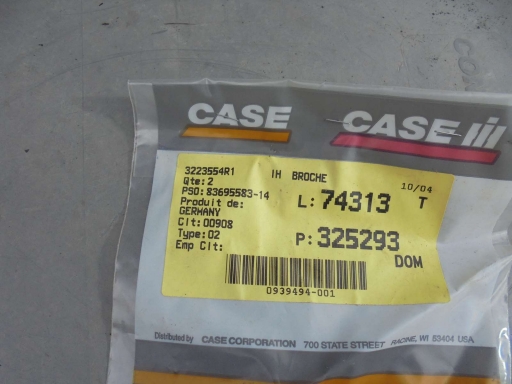 CASE CASE IH
3223554R1 IH BROCHE
Qte:2 10/04
PSO:83695583-14 L:74313 T
Produit de:
GERMANY
Clt:00908
Type:02 P:325293
Emp Clt: DOM
0939494-001
Distributed by CASE CORPORATION 700 STATE STREET RACINE, WI 53404 USA